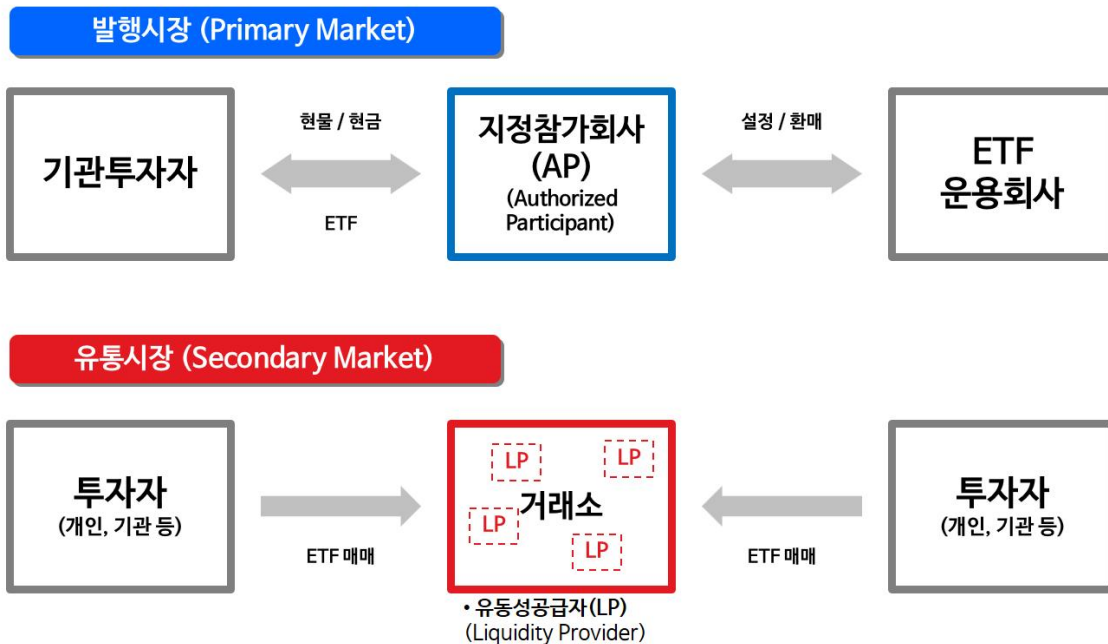 발행시장 (Primary Market)
기관투자자
현물 / 현금
ETF
지정참가회사
(AP)
(Authorized
Participant)
설정 / 환매
ETF
운용회사
유통시장 (Secondary Market)
투자자
(개인, 기관 등)
ETF 매매
LP
LP
거래소
LP
LP
ETF 매매
투자자
(개인, 기관 등)
• 유동성공급자(LP)
(Liquidity Provider)